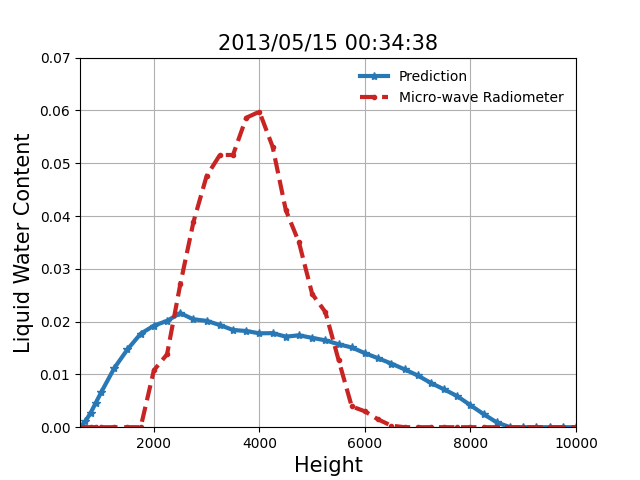 2013/05/15 00:34:38
Prediction
Micro-wave Radiometer
Liquid Water Content
0.07
0.06
0.05
0.04
0.03
0.02
0.01
0.00
2000 4000 6000 8000 10000
Height